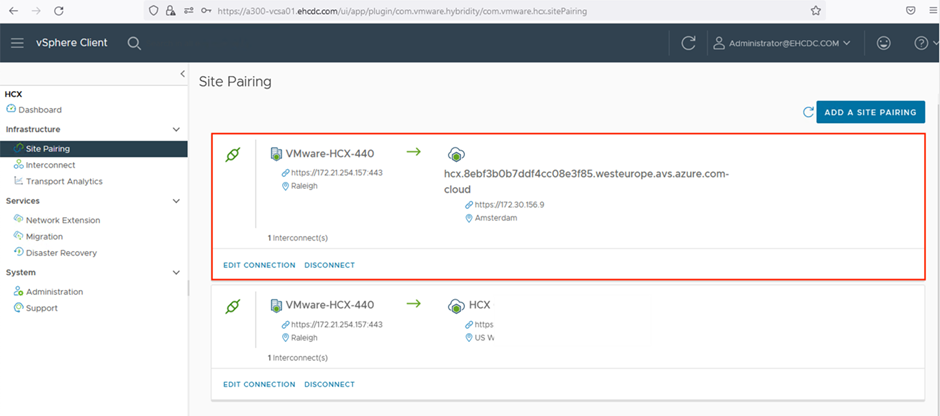 https://a300-vcsa01.ehcdc.com/ui/app/plugin/com.vmware.hybridity/com.vmware.hcx.sitePairing
vSphere Client
Administrator@EHCDC.COM
HCX
Dashboard
Infrastructure
Site Pairing
Interconnect
Transport Analytics
Services
Network Extension
Migration
Disaster Recovery
System
Administration
Support
Site Pairing
ADD A SITE PAIRING
VMware-HCX-440
https://172.21.254.157:443
Raleigh
hcx.8ebf3b0b7ddf4cc08e3f85.westeurope.avs.azure.com-
cloud
https://172.30.156.9
Amsterdam
1 Interconnect(s)
EDIT CONNECTION DISCONNECT
VMware-HCX-440
https://172.21.254.157:443
Raleigh
HCX
https
US W
1 Interconnect(s)
EDIT CONNECTION DISCONNECT